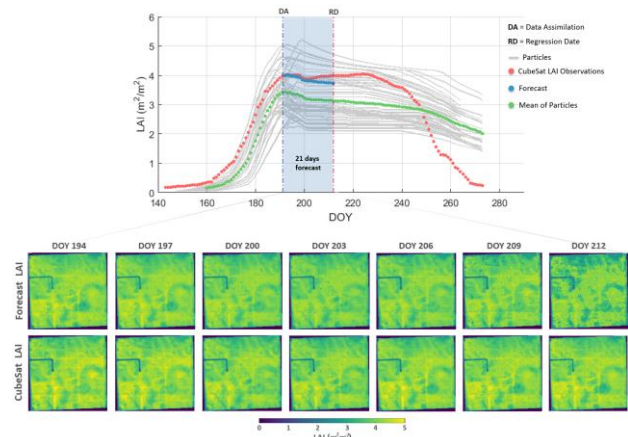 DA RD
6
5
4
3
2
1
0
LAI (m²/m²)
21 days
forecast
140 160 180 200 220 240 260 280
DOY
DA = Data Assimilation
RD = Regression Date
Particles
CubeSat LAI Observations
Forecast
Mean of Particles
DOY 194 DOY 197 DOY 200 DOY 203 DOY 206 DOY 209 DOY 212
Forecast LAI
CubeSat LAI
0 1 2 3 4 5
LAI (m²/m²)